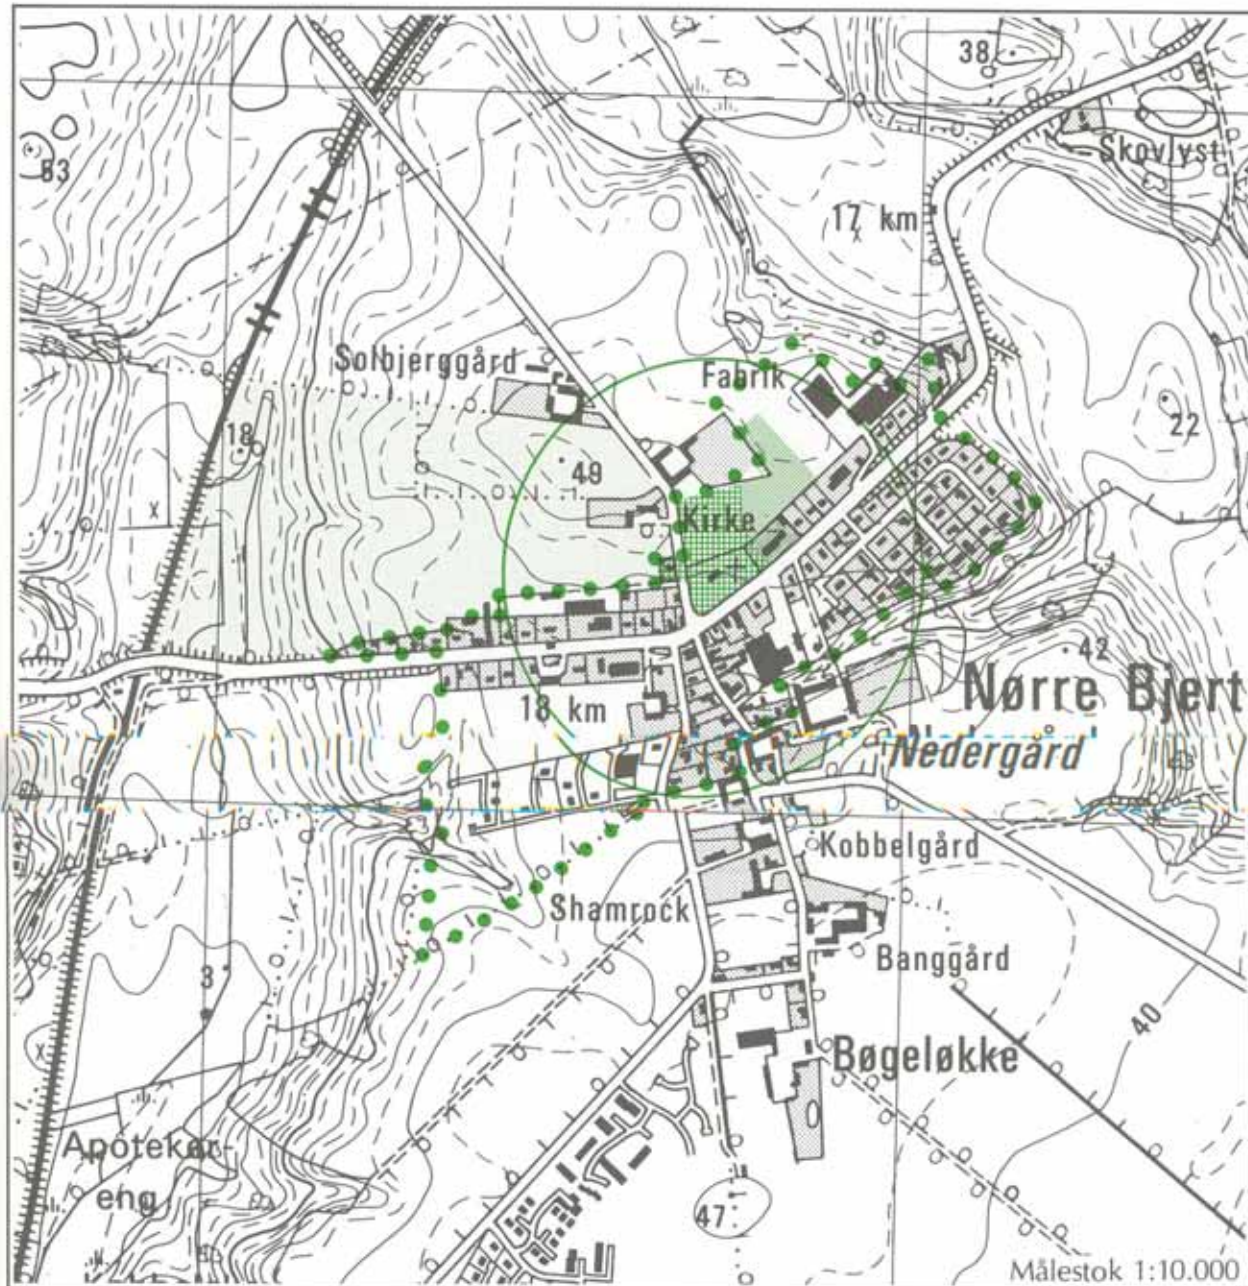 38
Skovlyst
53
17 km
Solbjerggård
Fabrik
18
49
22
Kirke
42
Nørre Bjert
18 km
Nedergård
Kobbelgård
Shamrock
Banggård
3
40
Bøgeløkke
Apoteker-
eng
47
Målestok 1:10.000